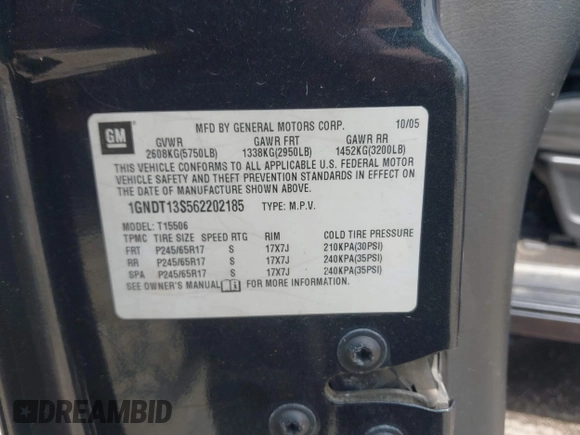 GM
MFD BY GENERAL MOTORS CORP. 10/05
GVWR GAWR FRT GAWR RR
2608KG(5750LB) 1338KG(2950LB) 1452KG(3200LB)
THIS VEHICLE CONFORMS TO ALL APPLICABLE U.S. FEDERAL MOTOR
VEHICLE SAFETY AND THEFT PREVENTION STANDARDS IN EFFECT ON
THE DATE OF MANUFACTURE SHOWN ABOVE.
1GNDT13S562202185 TYPE: M.P.V.
MODEL: T15506
TPMC TIRE SIZE SPEED RTG RIM COLD TIRE PRESSURE
FRT P245/65R17 S 17X7J 210KPA(30PSI)
RR P245/65R17 S 17X7J 240KPA(35PSI)
SPA P245/65R17 S 17X7J 240KPA(35PSI)
SEE OWNER'S MANUAL FOR MORE INFORMATION.
DREAMBID